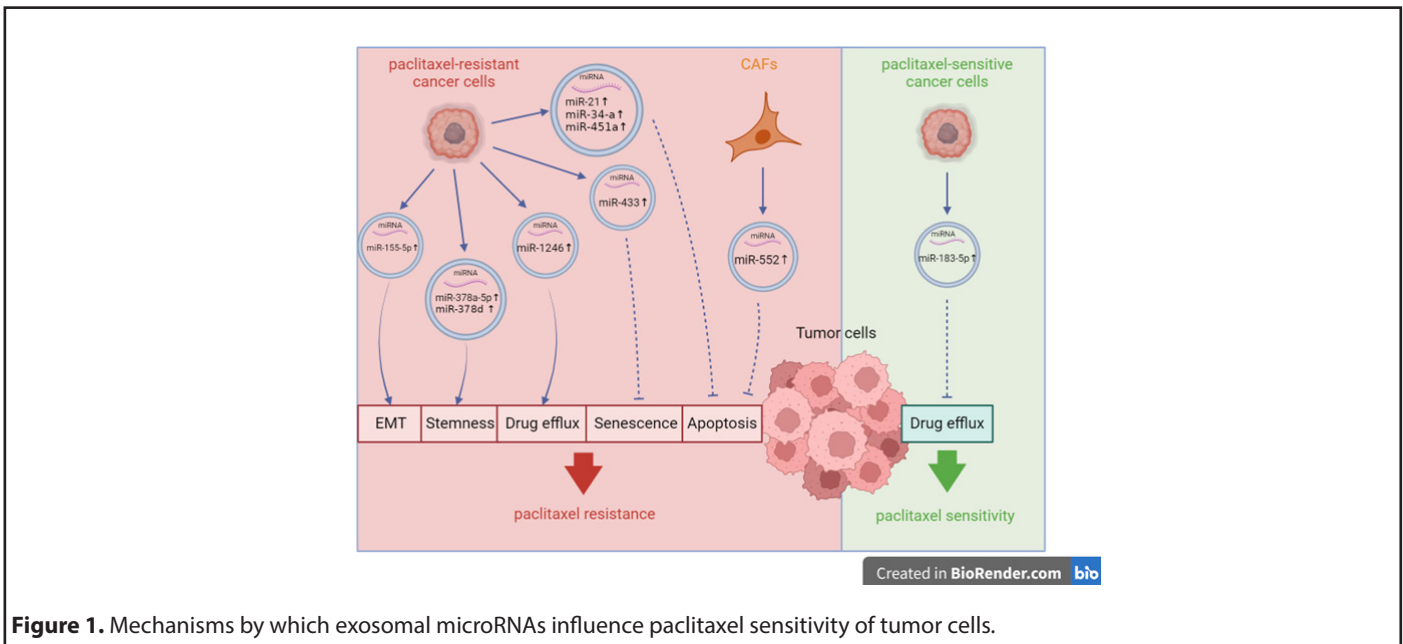 paclitaxel-resistant
cancer cells
miRNA
miR-21↑
miR-34-a↑
miR-451a↑
CAFs
paclitaxel-sensitive
cancer cells
miRNA
miR-433↑
miRNA
miR-155-5p↑
miRNA
miR-1246↑
miRNA
miR-378a-5p↑
miR-378d ↑
miRNA
miR-552↑
miRNA
miR-183-5p↑
Tumor cells
EMT
Stemness
Drug efflux
Senescence
Apoptosis
Drug efflux
paclitaxel resistance
paclitaxel sensitivity
Created in BioRender.com bio
Figure 1. Mechanisms by which exosomal microRNAs influence paclitaxel sensitivity of tumor cells.